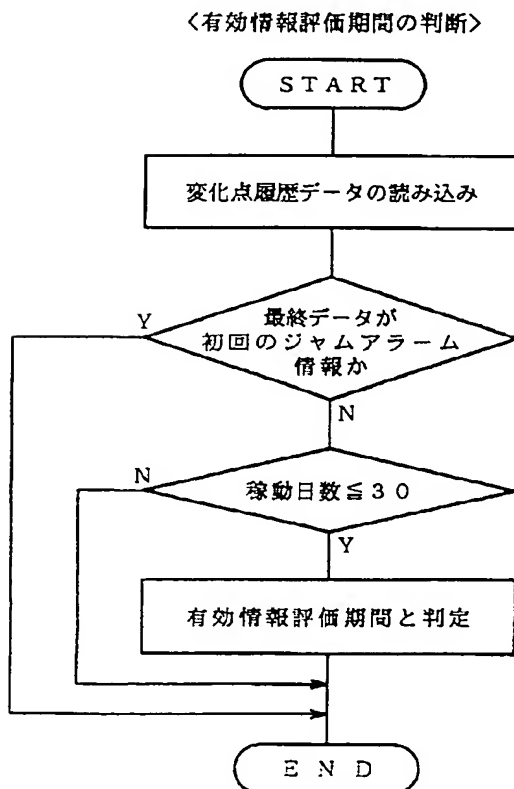 〈有効情報評価期間の判断〉
START
変化点履歴データの読み込み
最終データが
初回のジャムアラーム
情報か
Y
N
稼動日数≦30
N
Y
有効情報評価期間と判定
END